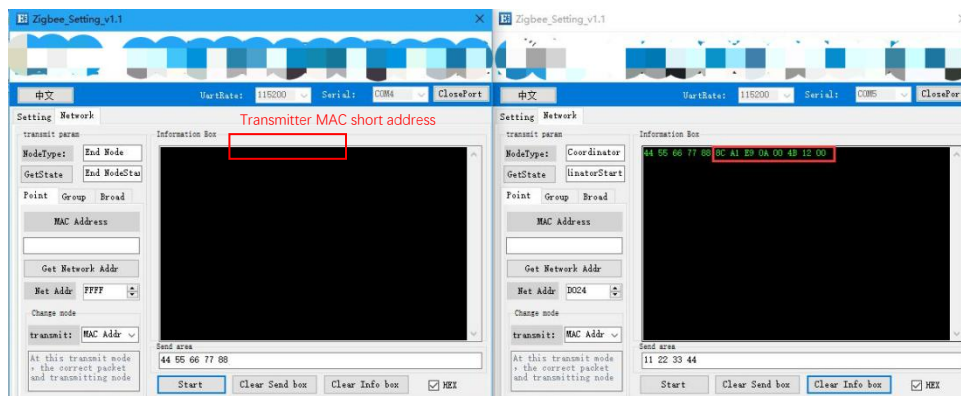 Zigbee_Setting_v1.1
中文
UartRate: 115200 Serial: COM4 ClosePort
Setting Network
Transmitter MAC short address
transmit param
Information Box
NodeType: End Node
GetState End NodeStar
Point Group Broad
MAC Address
Get Network Addr
Net Addr FFFF
Change mode
transmit: MAC Addr
At this transmit mode
, the correct packet
and transmitting node
Send area
44 55 66 77 88
Start Clear Send box Clear Info box HEX
Zigbee_Setting_v1.1
中文
UartRate: 115200 Serial: COM5 ClosePor
Setting Network
transmit param
Information Box
NodeType: Coordinator
GetState linatorStart
44 55 66 77 88 8C A1 E9 0A 00 4B 12 00
Point Group Broad
MAC Address
Get Network Addr
Net Addr D024
Change mode
transmit: MAC Addr
At this transmit mode
, the correct packet
and transmitting node
Send area
11 22 33 44
Start Clear Send box Clear Info box HEX